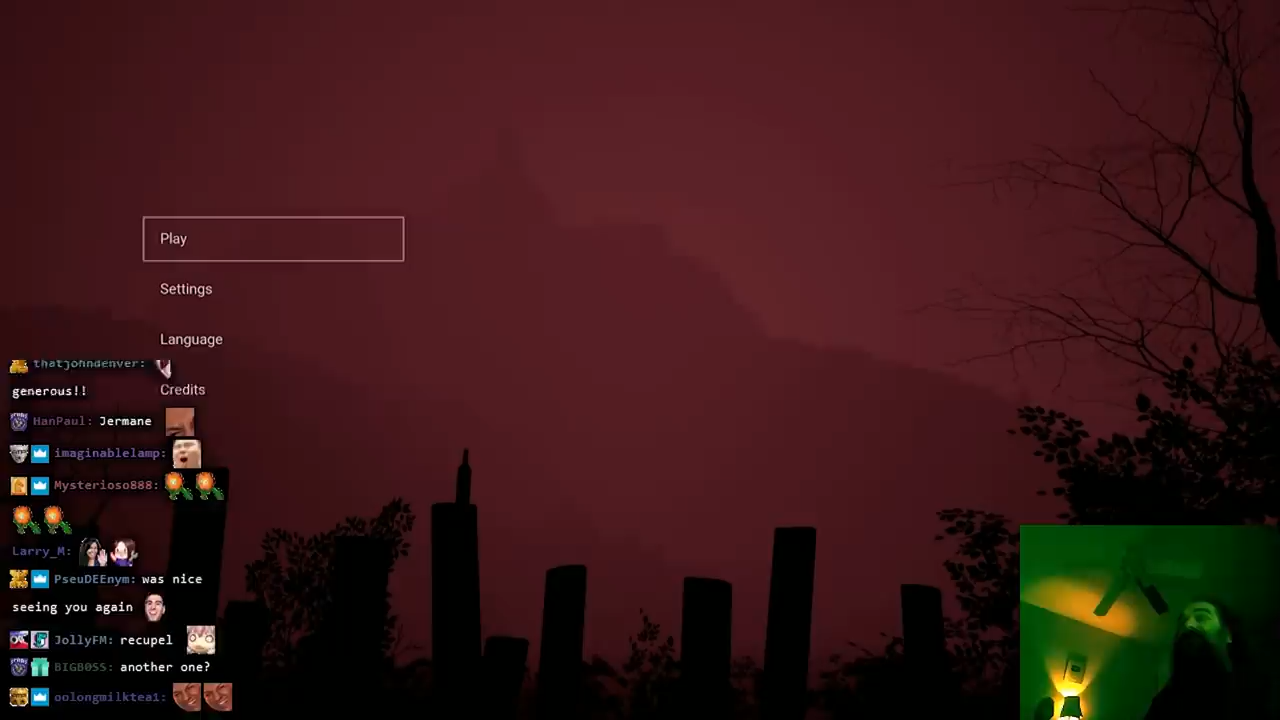 Play
Settings
Language
Credits
thatjohndenver:
generous!!
HanPaul: Jermane
imaginablelamp:
Mysterioso888:
Larry_M:
PseuDEEnym: was nice
seeing you again
JollyFM: recupel
BIGB0SS: another one?
oolongmilktea1: